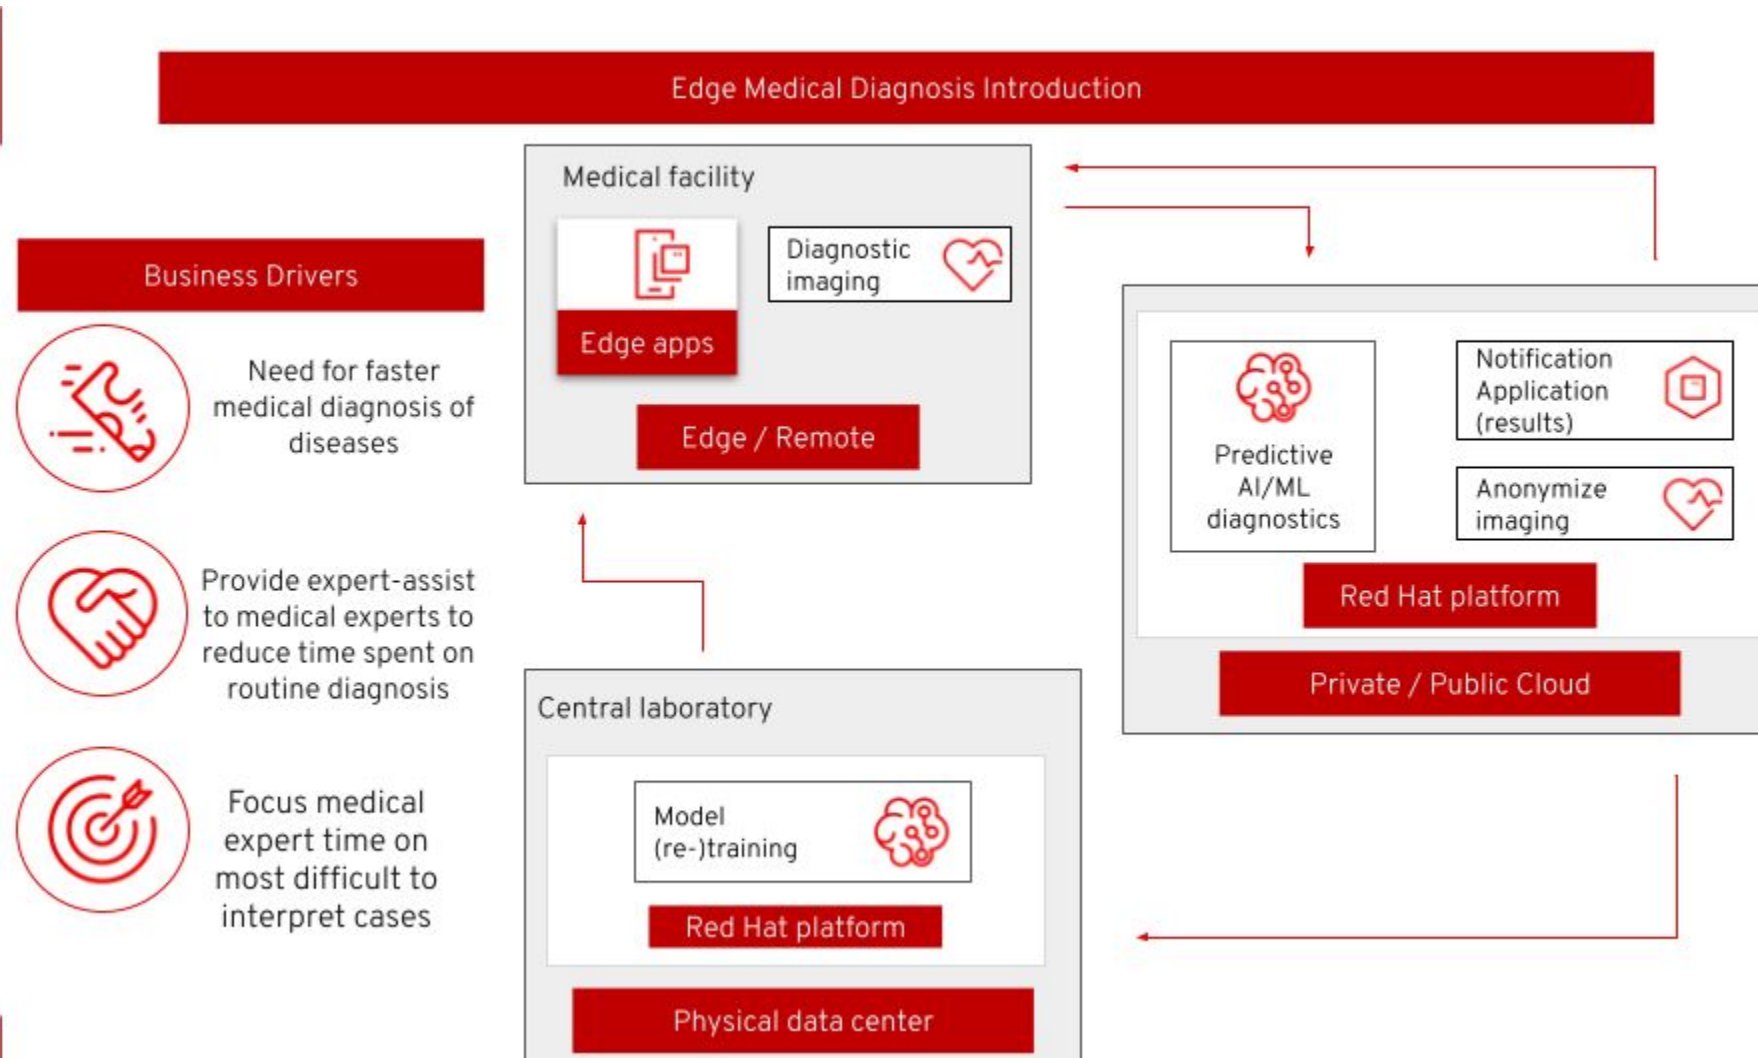 Edge Medical Diagnosis Introduction
Business Drivers
Need for faster
medical diagnosis of
diseases
Provide expert-assist
to medical experts to
reduce time spent on
routine diagnosis
Focus medical
expert time on
most difficult to
interpret cases
Medical facility
Edge apps
Diagnostic
imaging
Edge / Remote
Central laboratory
Model
(re-)training
Red Hat platform
Physical data center
Predictive
AI/ML
diagnostics
Notification
Application
(results)
Anonymize
imaging
Red Hat platform
Private / Public Cloud